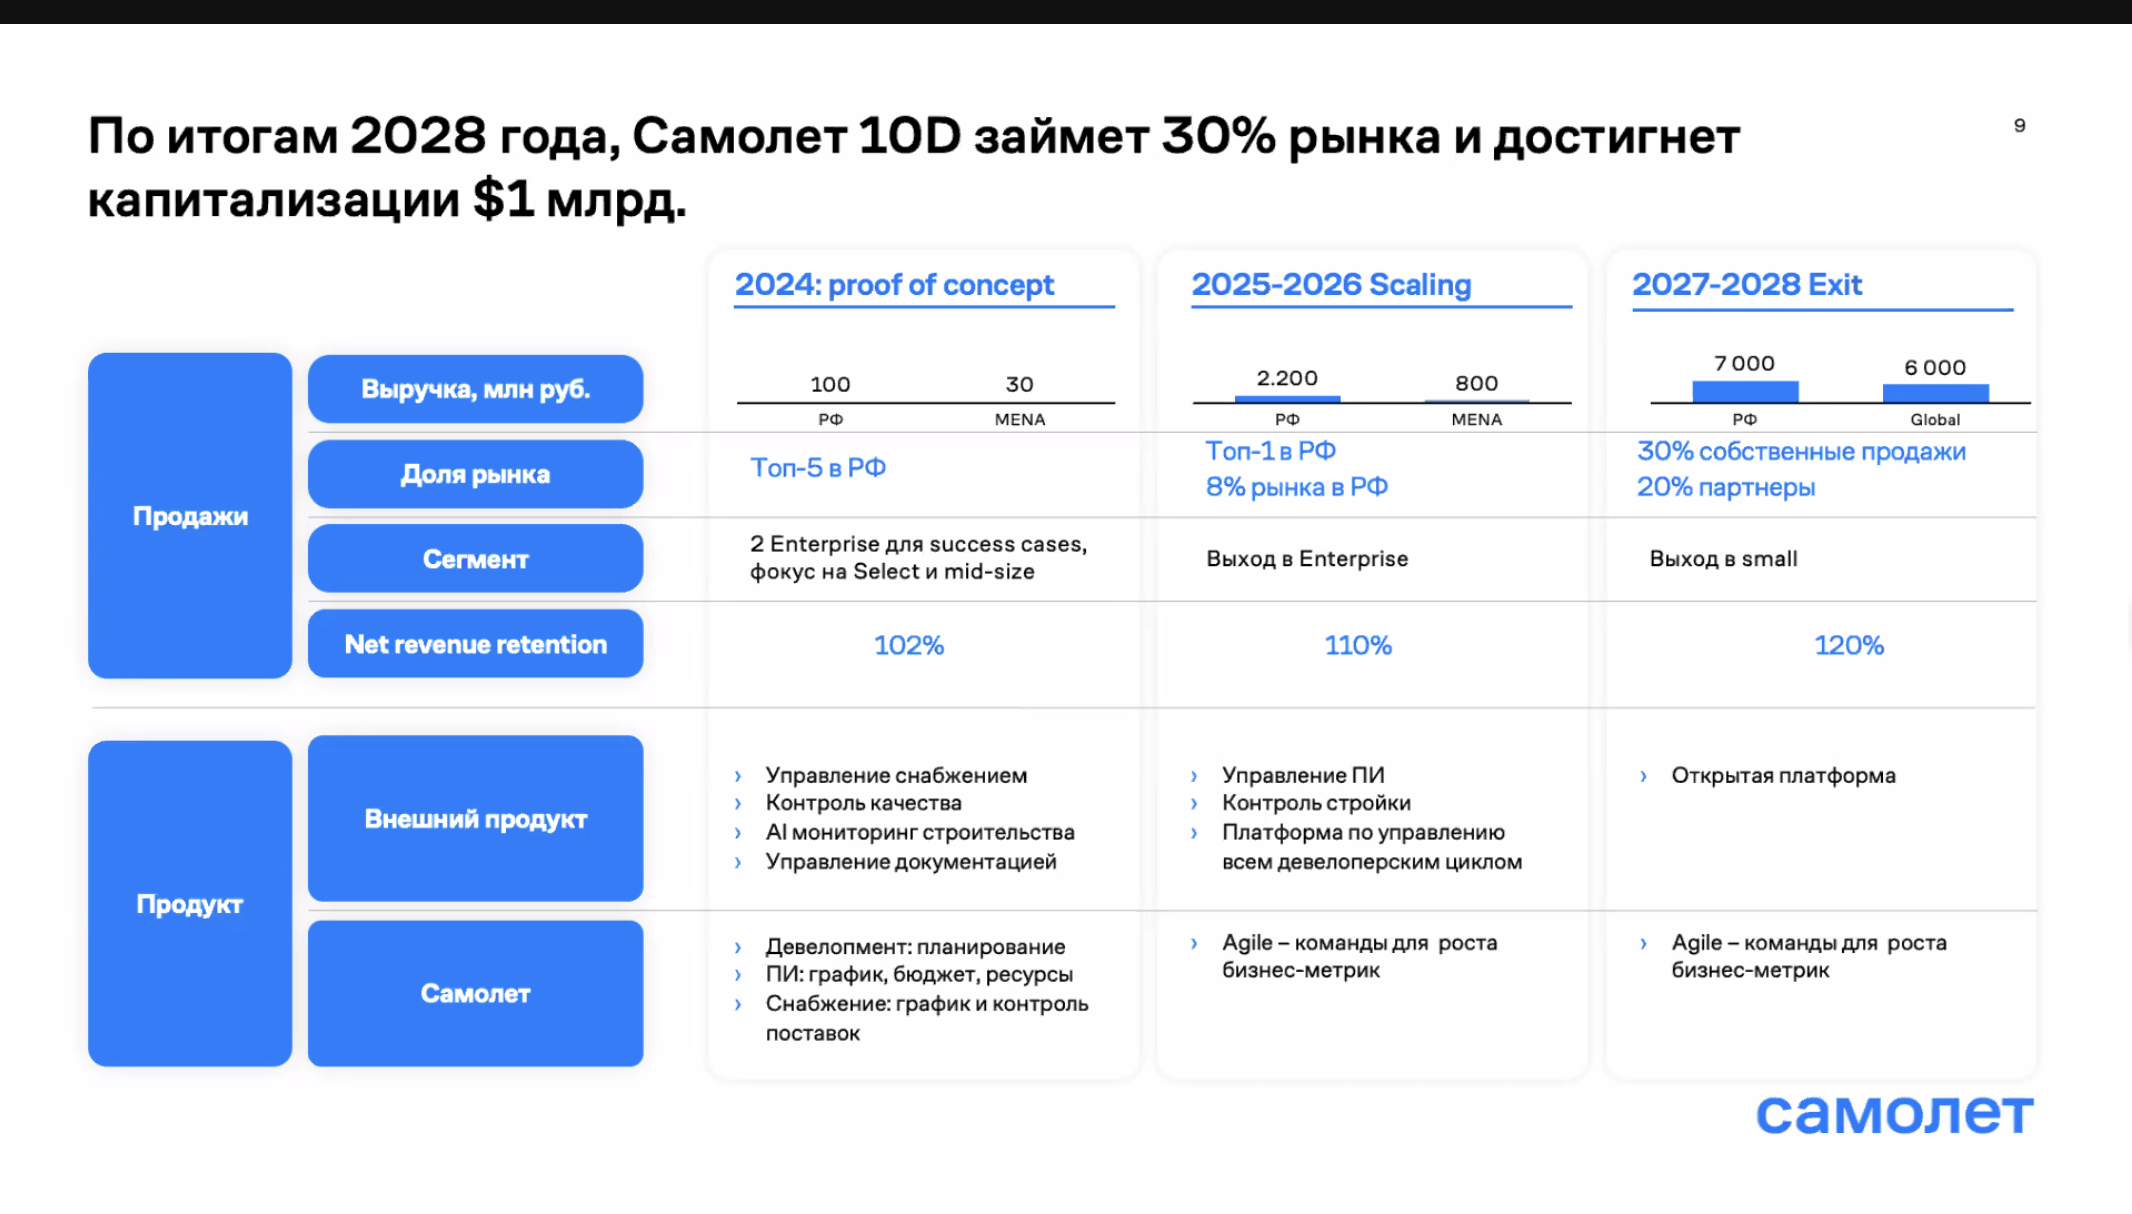 По итогам 2028 года, Самолет 10D займет 30% рынка и достигнет
капитализации $1 млрд.
9
2024: proof of concept
2025-2026 Scaling
2027-2028 Exit
Продажи
Выручка, млн руб.
100
30
РФ
MENA
2.200
800
РФ
MENA
7 000
6 000
РФ
Global
Доля рынка
Топ-5 в РФ
Топ-1 в РФ
8% рынка в РФ
30% собственные продажи
20% партнеры
Сегмент
2 Enterprise для success cases,
фокус на Select и mid-size
Выход в Enterprise
Выход в small
Net revenue retention
102%
110%
120%
Продукт
Внешний продукт
› Управление снабжением
› Контроль качества
› AI мониторинг строительства
› Управление документацией
› Управление ПИ
› Контроль стройки
› Платформа по управлению
всем девелоперским циклом
› Открытая платформа
Самолет
› Девелопмент: планирование
› ПИ: график, бюджет, ресурсы
› Снабжение: график и контроль
поставок
› Agile – команды для роста
бизнес-метрик
› Agile – команды для роста
бизнес-метрик
самолет